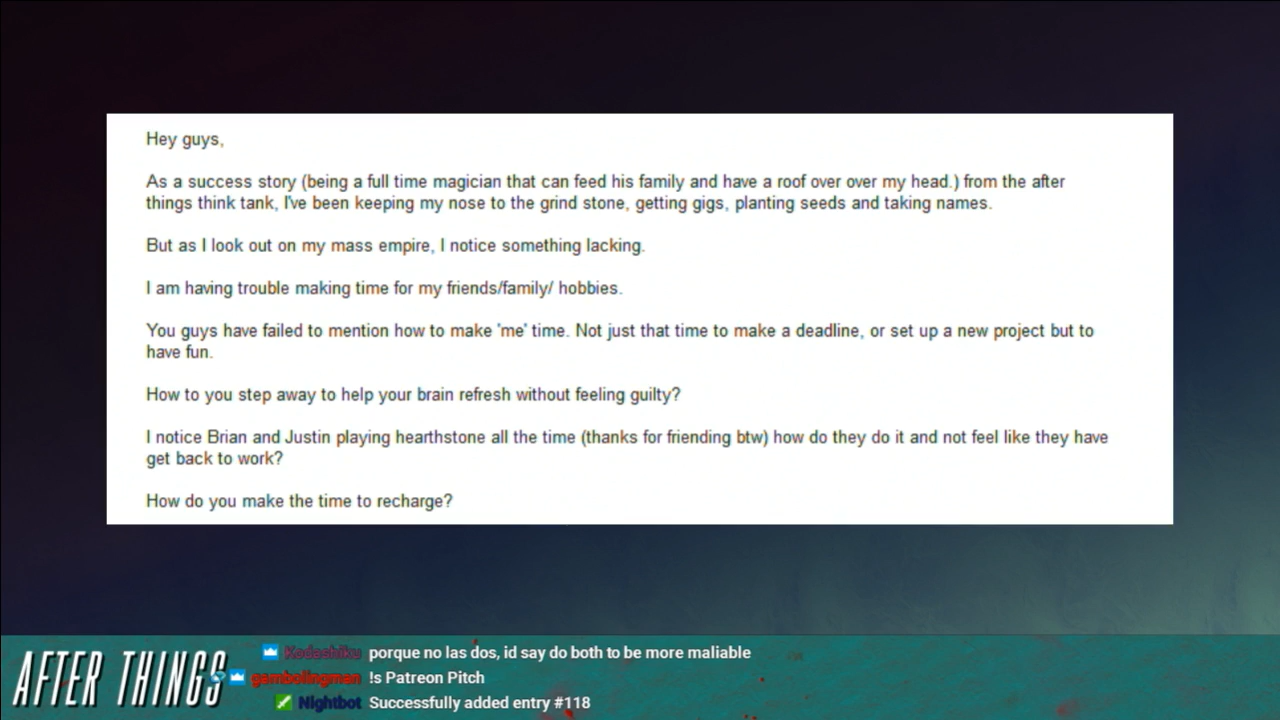 Hey guys,
As a success story (being a full time magician that can feed his family and have a roof over over my head.) from the after
things think tank, I've been keeping my nose to the grind stone, getting gigs, planting seeds and taking names.
But as I look out on my mass empire, I notice something lacking.
I am having trouble making time for my friends/family/ hobbies.
You guys have failed to mention how to make 'me' time. Not just that time to make a deadline, or set up a new project but to
have fun.
How to you step away to help your brain refresh without feeling guilty?
I notice Brian and Justin playing hearthstone all the time (thanks for friending btw) how do they do it and not feel like they have
get back to work?
How do you make the time to recharge?
AFTER THINGS
Kodashiku porque no las dos, id say do both to be more maliable
gambolingman !s Patreon Pitch
Nightbot Successfully added entry #118